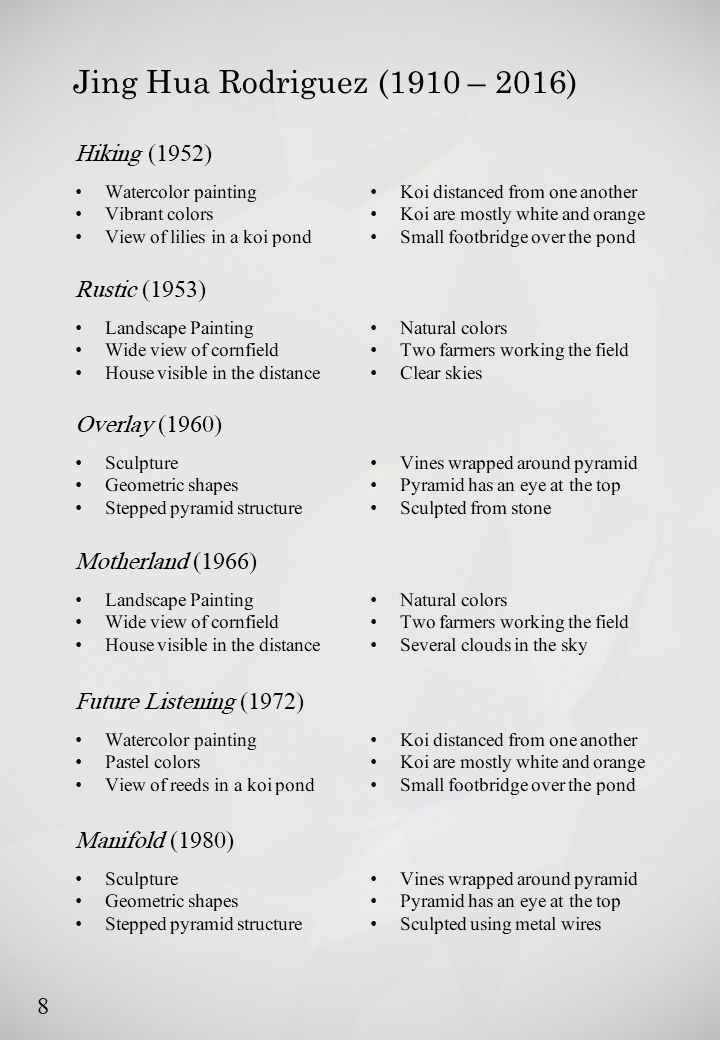 Jing Hua Rodriguez (1910 – 2016)
Hiking (1952)
• Watercolor painting
• Vibrant colors
• View of lilies in a koi pond
• Koi distanced from one another
• Koi are mostly white and orange
• Small footbridge over the pond
Rustic (1953)
• Landscape Painting
• Wide view of cornfield
• House visible in the distance
• Natural colors
• Two farmers working the field
• Clear skies
Overlay (1960)
• Sculpture
• Geometric shapes
• Stepped pyramid structure
• Vines wrapped around pyramid
• Pyramid has an eye at the top
• Sculpted from stone
Motherland (1966)
• Landscape Painting
• Wide view of cornfield
• House visible in the distance
• Natural colors
• Two farmers working the field
• Several clouds in the sky
Future Listening (1972)
• Watercolor painting
• Pastel colors
• View of reeds in a koi pond
• Koi distanced from one another
• Koi are mostly white and orange
• Small footbridge over the pond
Manifold (1980)
• Sculpture
• Geometric shapes
• Stepped pyramid structure
• Vines wrapped around pyramid
• Pyramid has an eye at the top
• Sculpted using metal wires
8